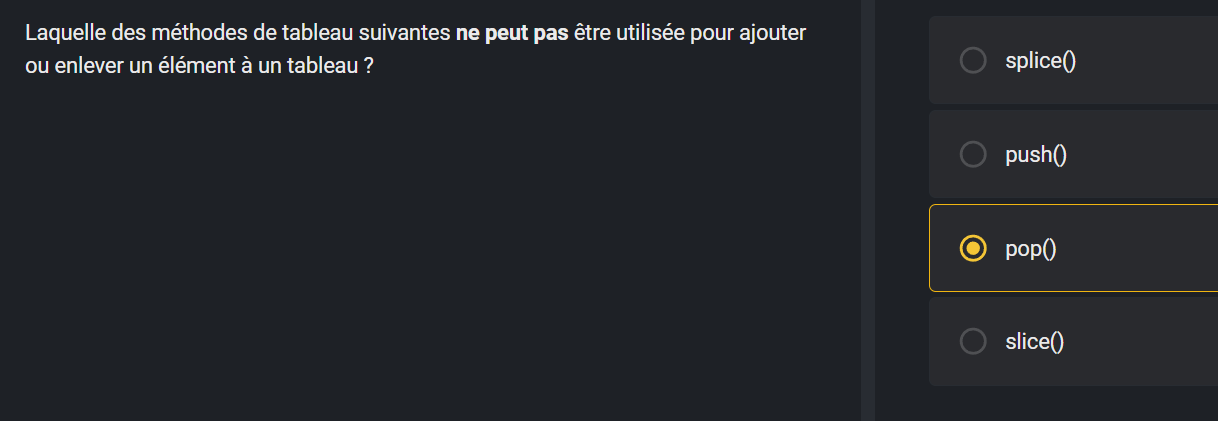 Laquelle des méthodes de tableau suivantes ne peut pas être utilisée pour ajouter
ou enlever un élément à un tableau ?
splice()
push()
pop()
slice()